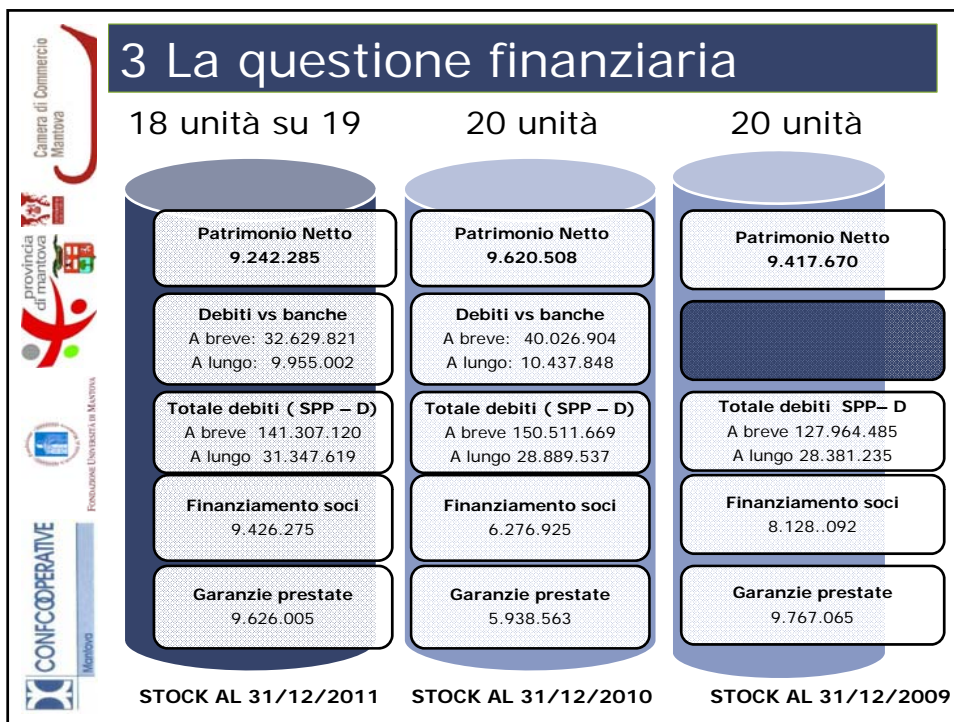 3 La questione finanziaria
18 unità su 19
Patrimonio Netto
9.242.285
Debiti vs banche
A breve: 32.629.821
A lungo: 9.955.002
Totale debiti ( SPP – D)
A breve 141.307.120
A lungo 31.347.619
Finanziamento soci
9.426.275
Garanzie prestate
9.626.005
STOCK AL 31/12/2011
20 unità
Patrimonio Netto
9.620.508
Debiti vs banche
A breve: 40.026.904
A lungo: 10.437.848
Totale debiti ( SPP – D)
A breve 150.511.669
A lungo 28.889.537
Finanziamento soci
6.276.925
Garanzie prestate
5.938.563
STOCK AL 31/12/2010
20 unità
Patrimonio Netto
9.417.670
Totale debiti SPP– D
A breve 127.964.485
A lungo 28.381.235
Finanziamento soci
8.128..092
Garanzie prestate
9.767.065
STOCK AL 31/12/2009
Camera di Commercio
Mantova
provincia
di mantova
FONDAZIONE UNIVERSITÀ DI MANTOVA
CONFCOOPERATIVE
Mantova